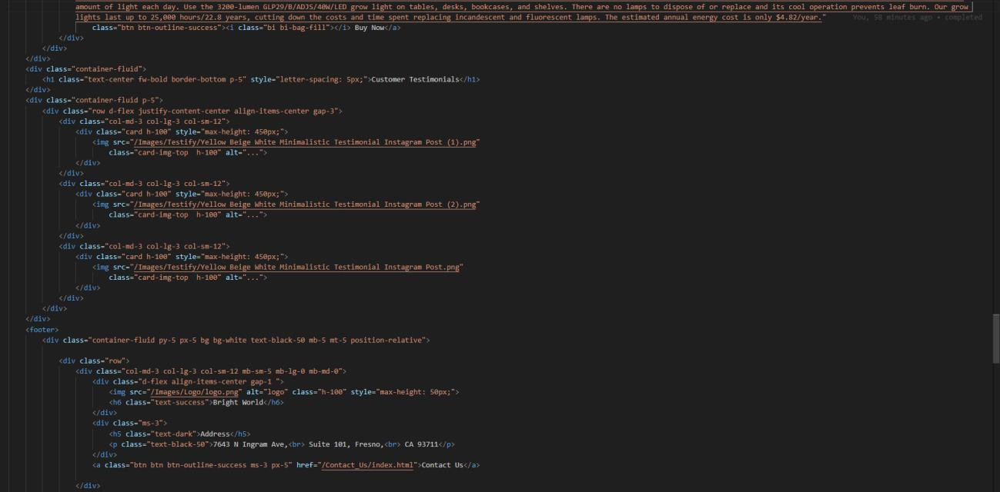 amount of light each day. Use the 3200-lumen GLP29/B/ADJS/40W/LED grow light on tables, desks, bookcases, and shelves. There are no lamps to dispose of or replace and its cool operation prevents leaf burn. Our grow
lights last up to 25,000 hours/22.8 years, cutting down the costs and time spent replacing incandescent and fluorescent lamps. The estimated annual energy cost is only $4.82/year." You, 58 minutes ago • completed
class="btn btn-outline-success"><i class="bi bi-bag-fill"></i> Buy Now</a>
</div>
</div>
</div>
<div class="container-fluid">
<h1 class="text-center fw-bold border-bottom p-5" style="letter-spacing: 5px;">Customer Testimonials</h1>
</div>
<div class="container-fluid p-5">
<div class="row d-flex justify-content-center align-items-center gap-3">
<div class="col-md-3 col-lg-3 col-sm-12">
<div class="card h-100" style="max-height: 450px;">
<img src="/Images/Testify/Yellow Beige White Minimalistic Testimonial Instagram Post (1).png"
class="card-img-top  h-100" alt="...">
</div>
</div>
<div class="col-md-3 col-lg-3 col-sm-12">
<div class="card h-100" style="max-height: 450px;">
<img src="/Images/Testify/Yellow Beige White Minimalistic Testimonial Instagram Post (2).png"
class="card-img-top  h-100" alt="...">
</div>
</div>
<div class="col-md-3 col-lg-3 col-sm-12">
<div class="card h-100" style="max-height: 450px;">
<img src="/Images/Testify/Yellow Beige White Minimalistic Testimonial Instagram Post.png"
class="card-img-top  h-100" alt="...">
</div>
</div>
</div>
</div>
<footer>
<div class="container-fluid py-5 px-5 bg bg-white text-black-50 mb-5 mt-5 position-relative">
<div class="row">
<div class="col-md-3 col-lg-3 col-sm-12 mb-sm-5 mb-lg-0 mb-md-0">
<div class="d-flex align-items-center gap-1 ">
<img src="/Images/Logo/logo.png" alt="logo" class="h-100" style="max-height: 50px;">
<h6 class="text-success">Bright World</h6>
</div>
<div class="ms-3">
<h5 class="text-dark">Address</h5>
<p class="text-black-50">7643 N Ingram Ave,<br> Suite 101, Fresno,<br> CA 93711</p>
</div>
<a class="btn btn btn-outline-success ms-3 px-5" href="/Contact_Us/index.html">Contact Us</a>
</div>